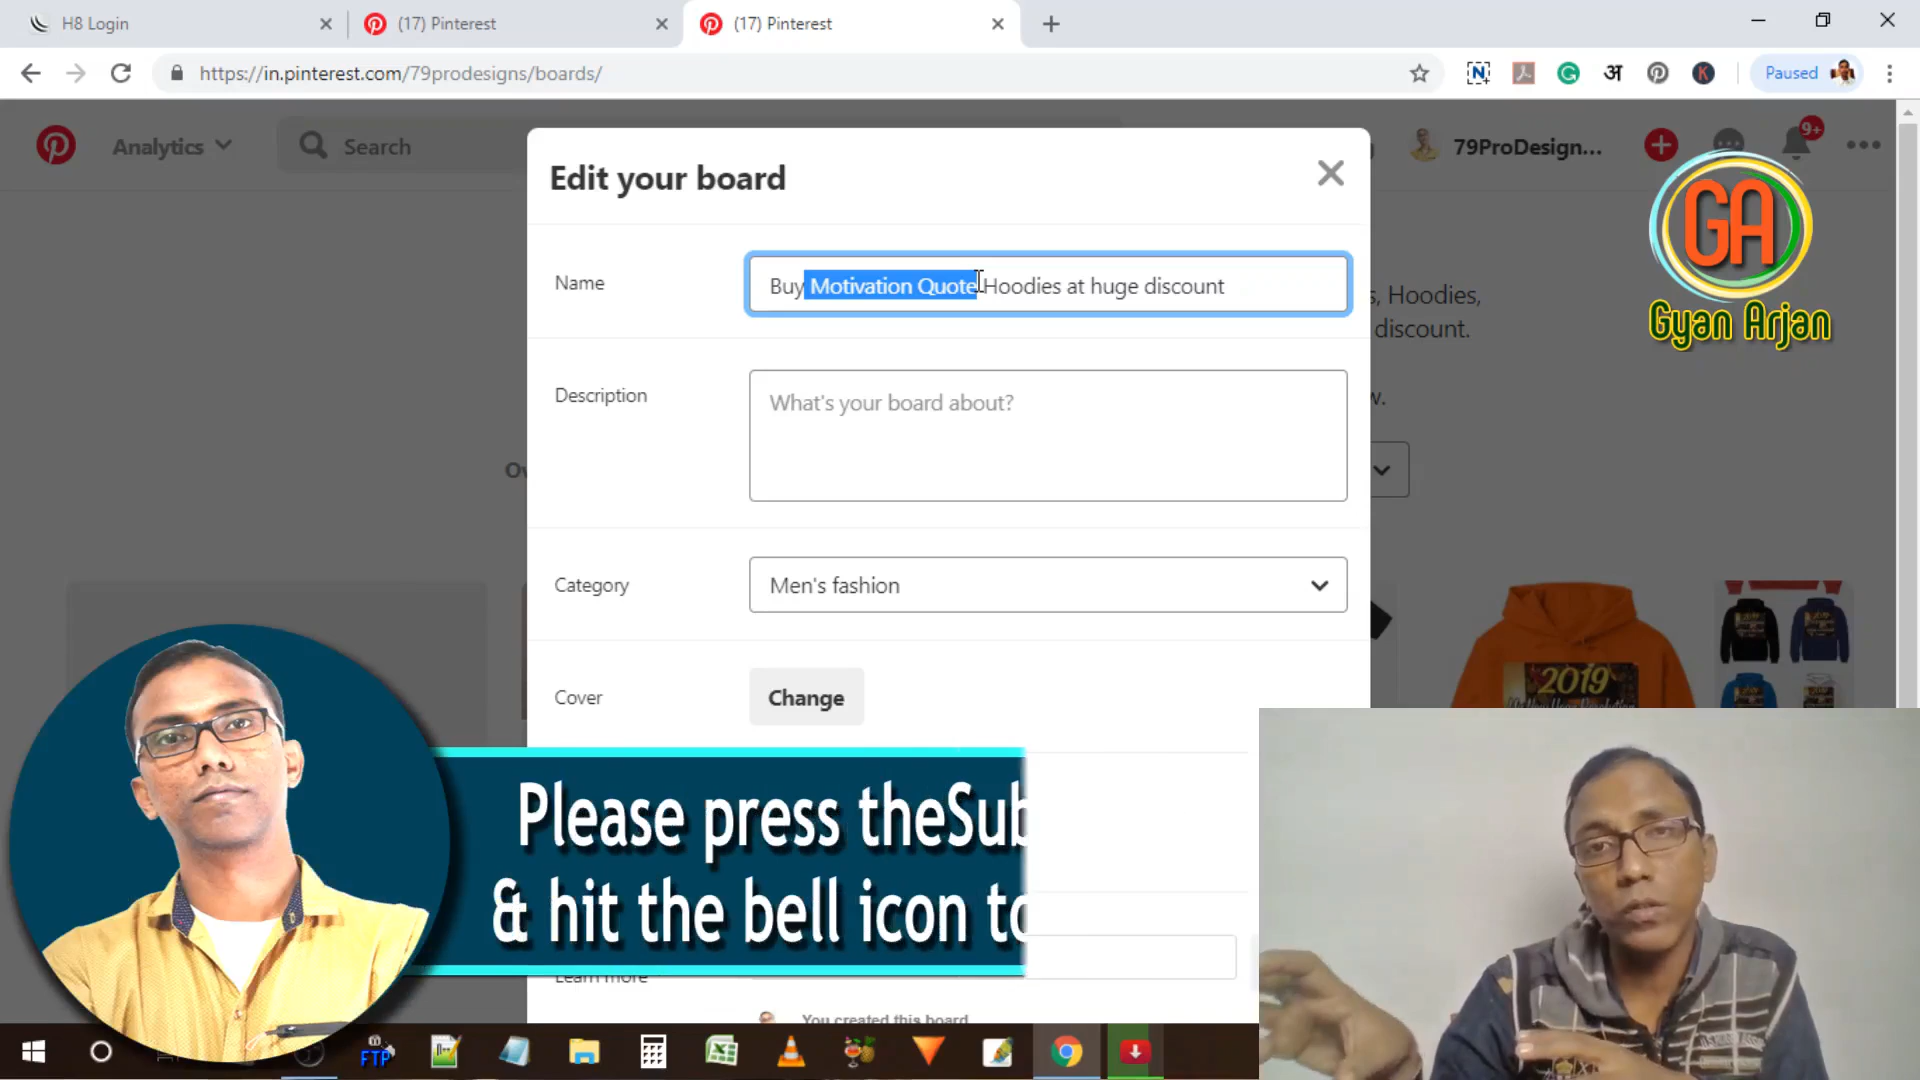 H8 Login
(17) Pinterest
(17) Pinterest
https://in.pinterest.com/79prodesigns/boards/
Paused
Analytics
Search
79ProDesign...
9+
GA
Gyan Arjan
Edit your board
Name
Buy Motivation Quote Hoodies at huge discount
Hoodies,
discount.
Description
What's your board about?
w.
Category
Men's fashion
Cover
Change
2019
Please press theSub
& hit the bell icon to
Learn more
You created this board
FTP